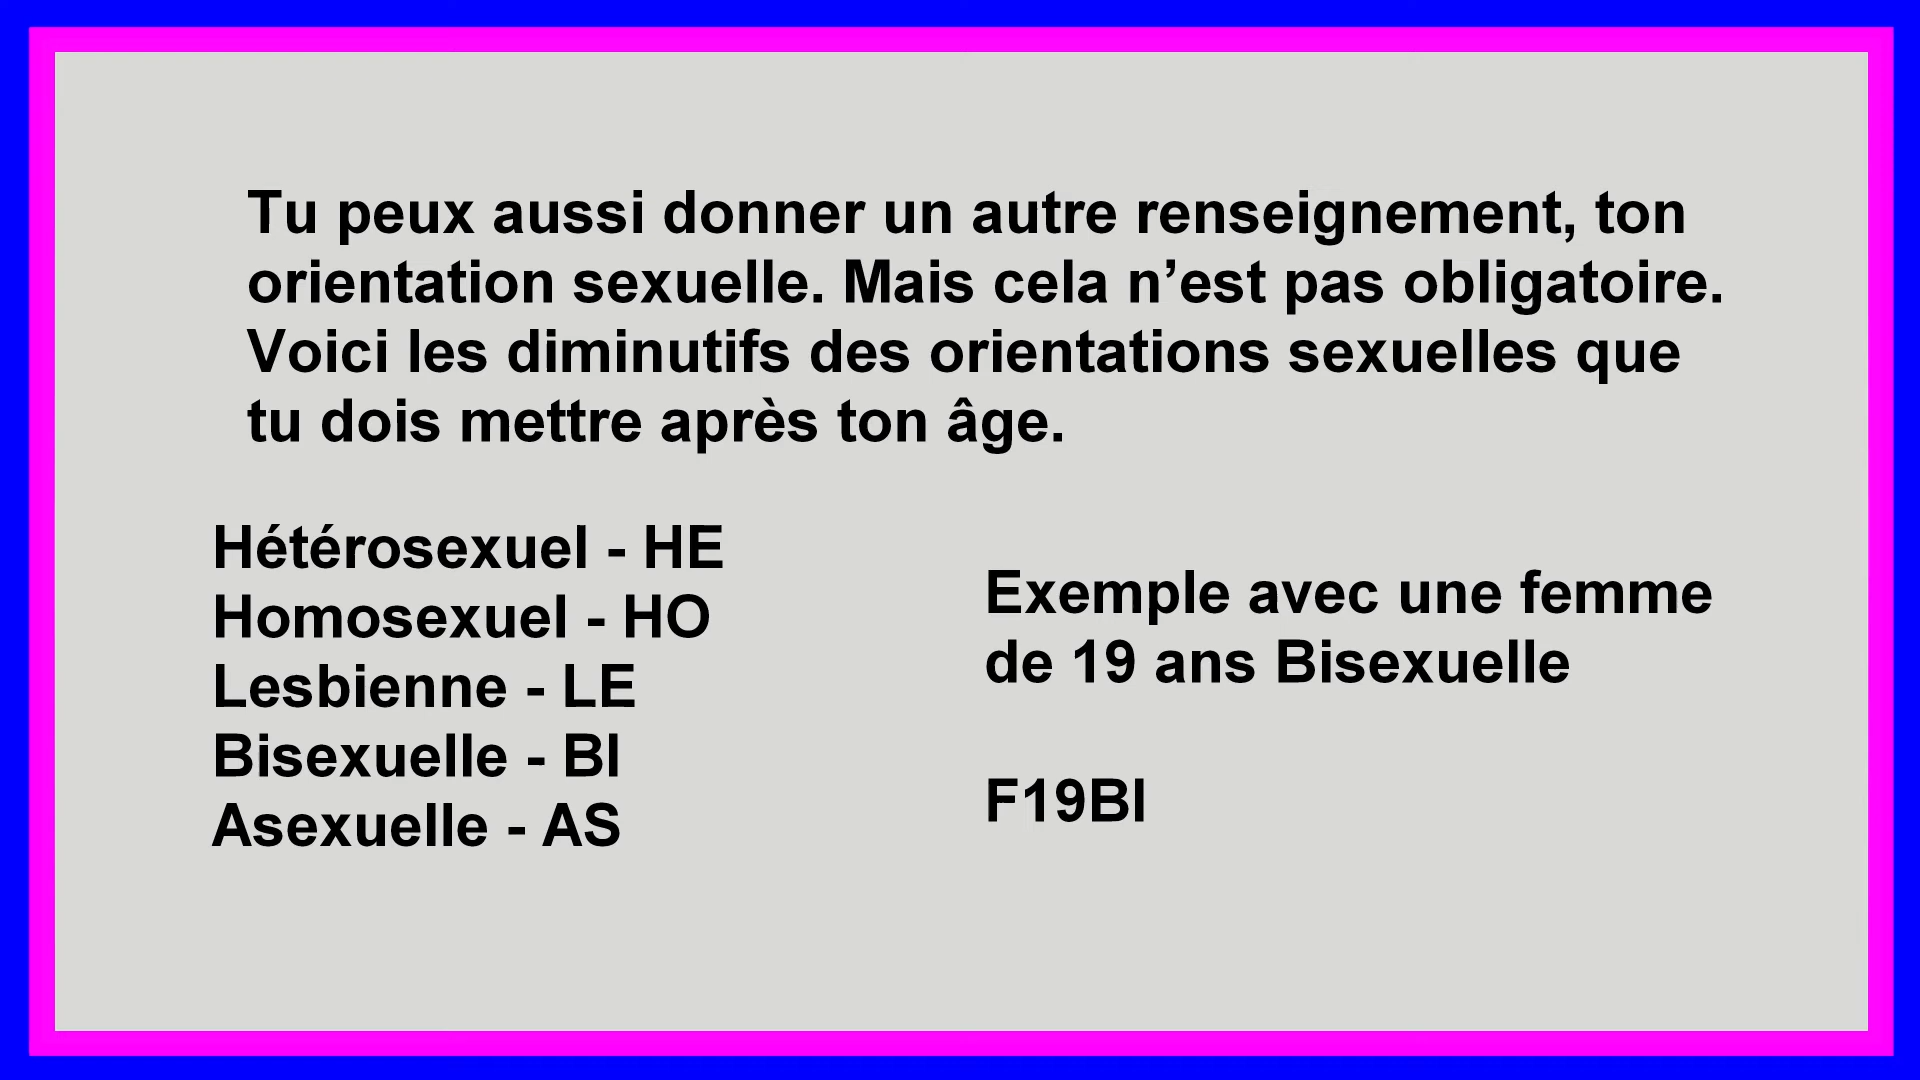 Tu peux aussi donner un autre renseignement, ton
orientation sexuelle. Mais cela n’est pas obligatoire.
Voici les diminutifs des orientations sexuelles que
tu dois mettre après ton âge.
Hétérosexuel - HE
Homosexuel - HO
Lesbienne - LE
Bisexuelle - BI
Asexuelle - AS
Exemple avec une femme
de 19 ans Bisexuelle
F19BI